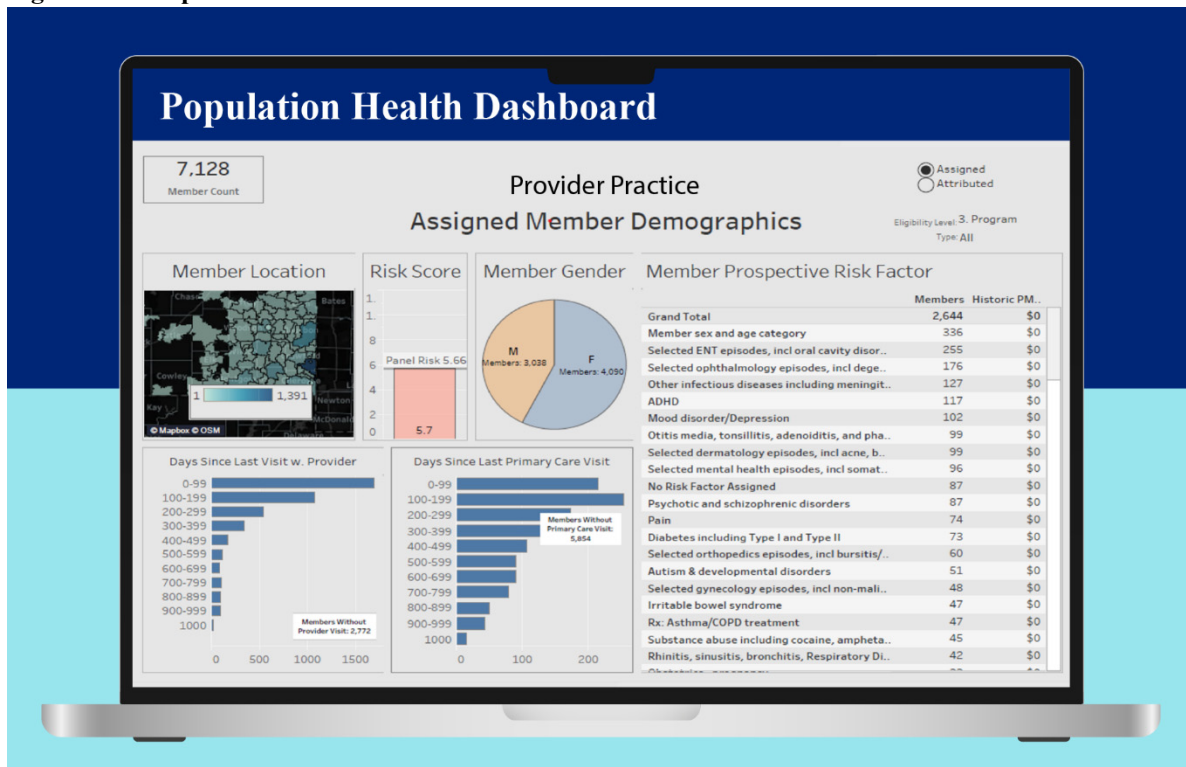 Population Health Dashboard
7,128
Member Count
Provider Practice
Assigned Member Demographics
Assigned
Attributed
Eligibility Level: 3. Program
Type: All
Member Location
Chas
Bates
Cowley
Kay
Newton
McDonald
Delaware
1
1,391
© Mapbox © OSM
Risk Score
1.
1.
8
6
4
2
0
Panel Risk 5.66
5.7
Member Gender
M
Members: 3,038
F
Members: 4,090
Member Prospective Risk Factor
Members Historic PM..
Grand Total 2,644 $0
Member sex and age category 336 $0
Selected ENT episodes, incl oral cavity disor.. 255 $0
Selected ophthalmology episodes, incl dege.. 176 $0
Other infectious diseases including meningit.. 127 $0
ADHD 117 $0
Mood disorder/Depression 102 $0
Otitis media, tonsillitis, adenoiditis, and pha.. 99 $0
Selected dermatology episodes, incl acne, b.. 99 $0
Selected mental health episodes, incl somat.. 96 $0
No Risk Factor Assigned 87 $0
Psychotic and schizophrenic disorders 87 $0
Pain 74 $0
Diabetes including Type I and Type II 73 $0
Selected orthopedics episodes, incl bursitis/.. 60 $0
Autism & developmental disorders 51 $0
Selected gynecology episodes, incl non-mali.. 48 $0
Irritable bowel syndrome 47 $0
Rx: Asthma/COPD treatment 47 $0
Substance abuse including cocaine, ampheta.. 45 $0
Rhinitis, sinusitis, bronchitis, Respiratory Di.. 42 $0
Days Since Last Visit w. Provider
0-99
100-199
200-299
300-399
400-499
500-599
600-699
700-799
800-899
900-999
1000
Members Without
Provider Visit: 2,772
0 500 1000 1500
Days Since Last Primary Care Visit
0-99
100-199
200-299
300-399
400-499
500-599
600-699
700-799
800-899
900-999
1000
Members Without
Primary Care Visit:
5,854
0 100 200